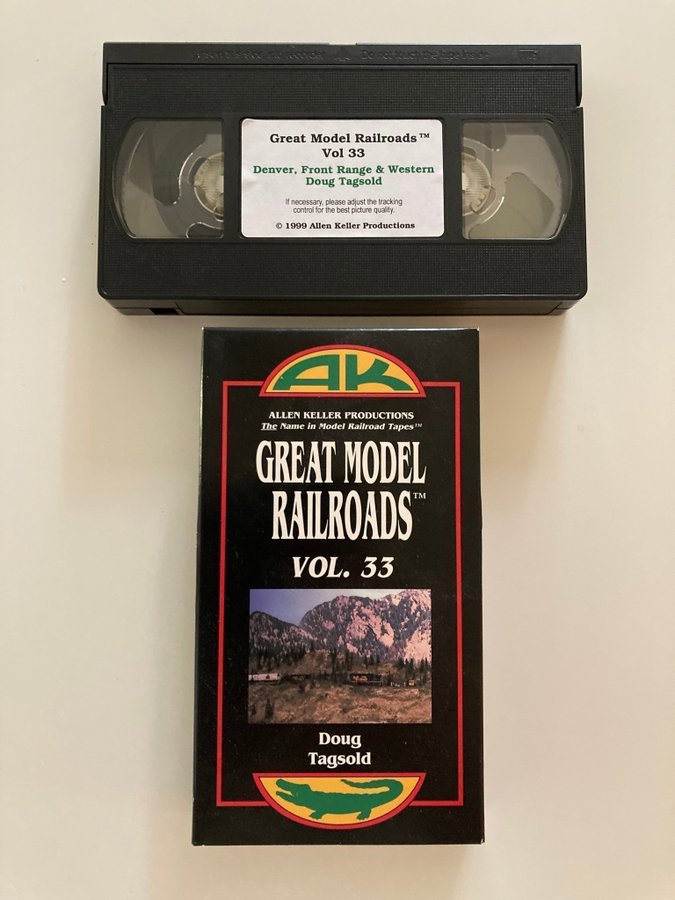 VHS
Great Model Railroads™
Vol 33
Denver, Front Range & Western
Doug Tagsold
If necessary, please adjust the tracking
control for the best picture quality.
© 1999 Allen Keller Productions
AK
ALLEN KELLER PRODUCTIONS
The Name in Model Railroad Tapes™
GREAT MODEL
RAILROADS™
VOL. 33
Doug
Tagsold